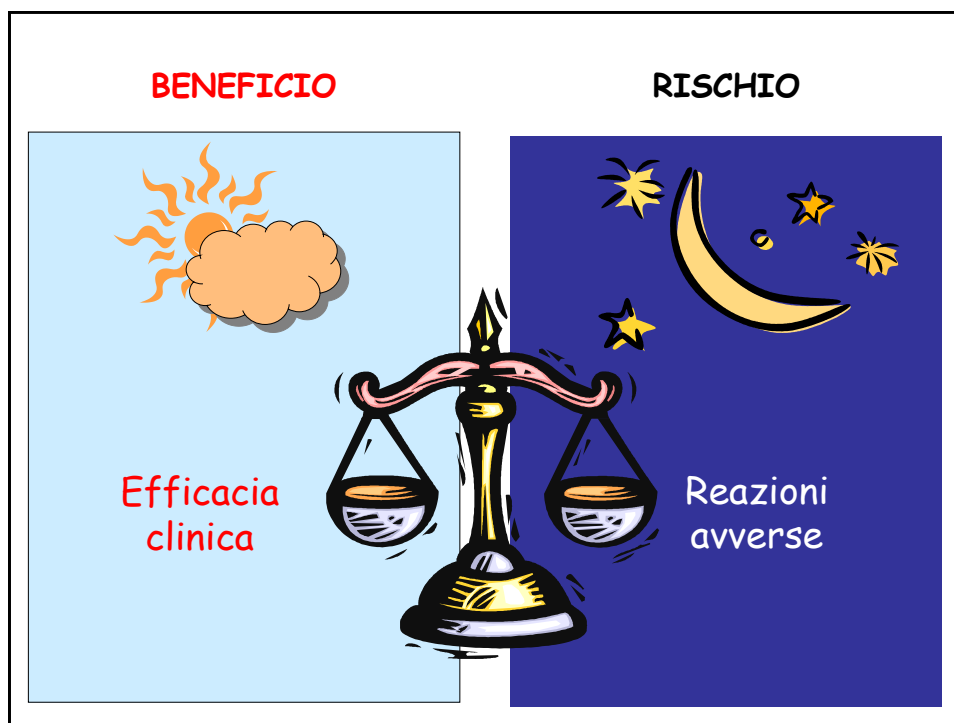 BENEFICIO
RISCHIO
Efficacia
clinica
Reazioni
avverse